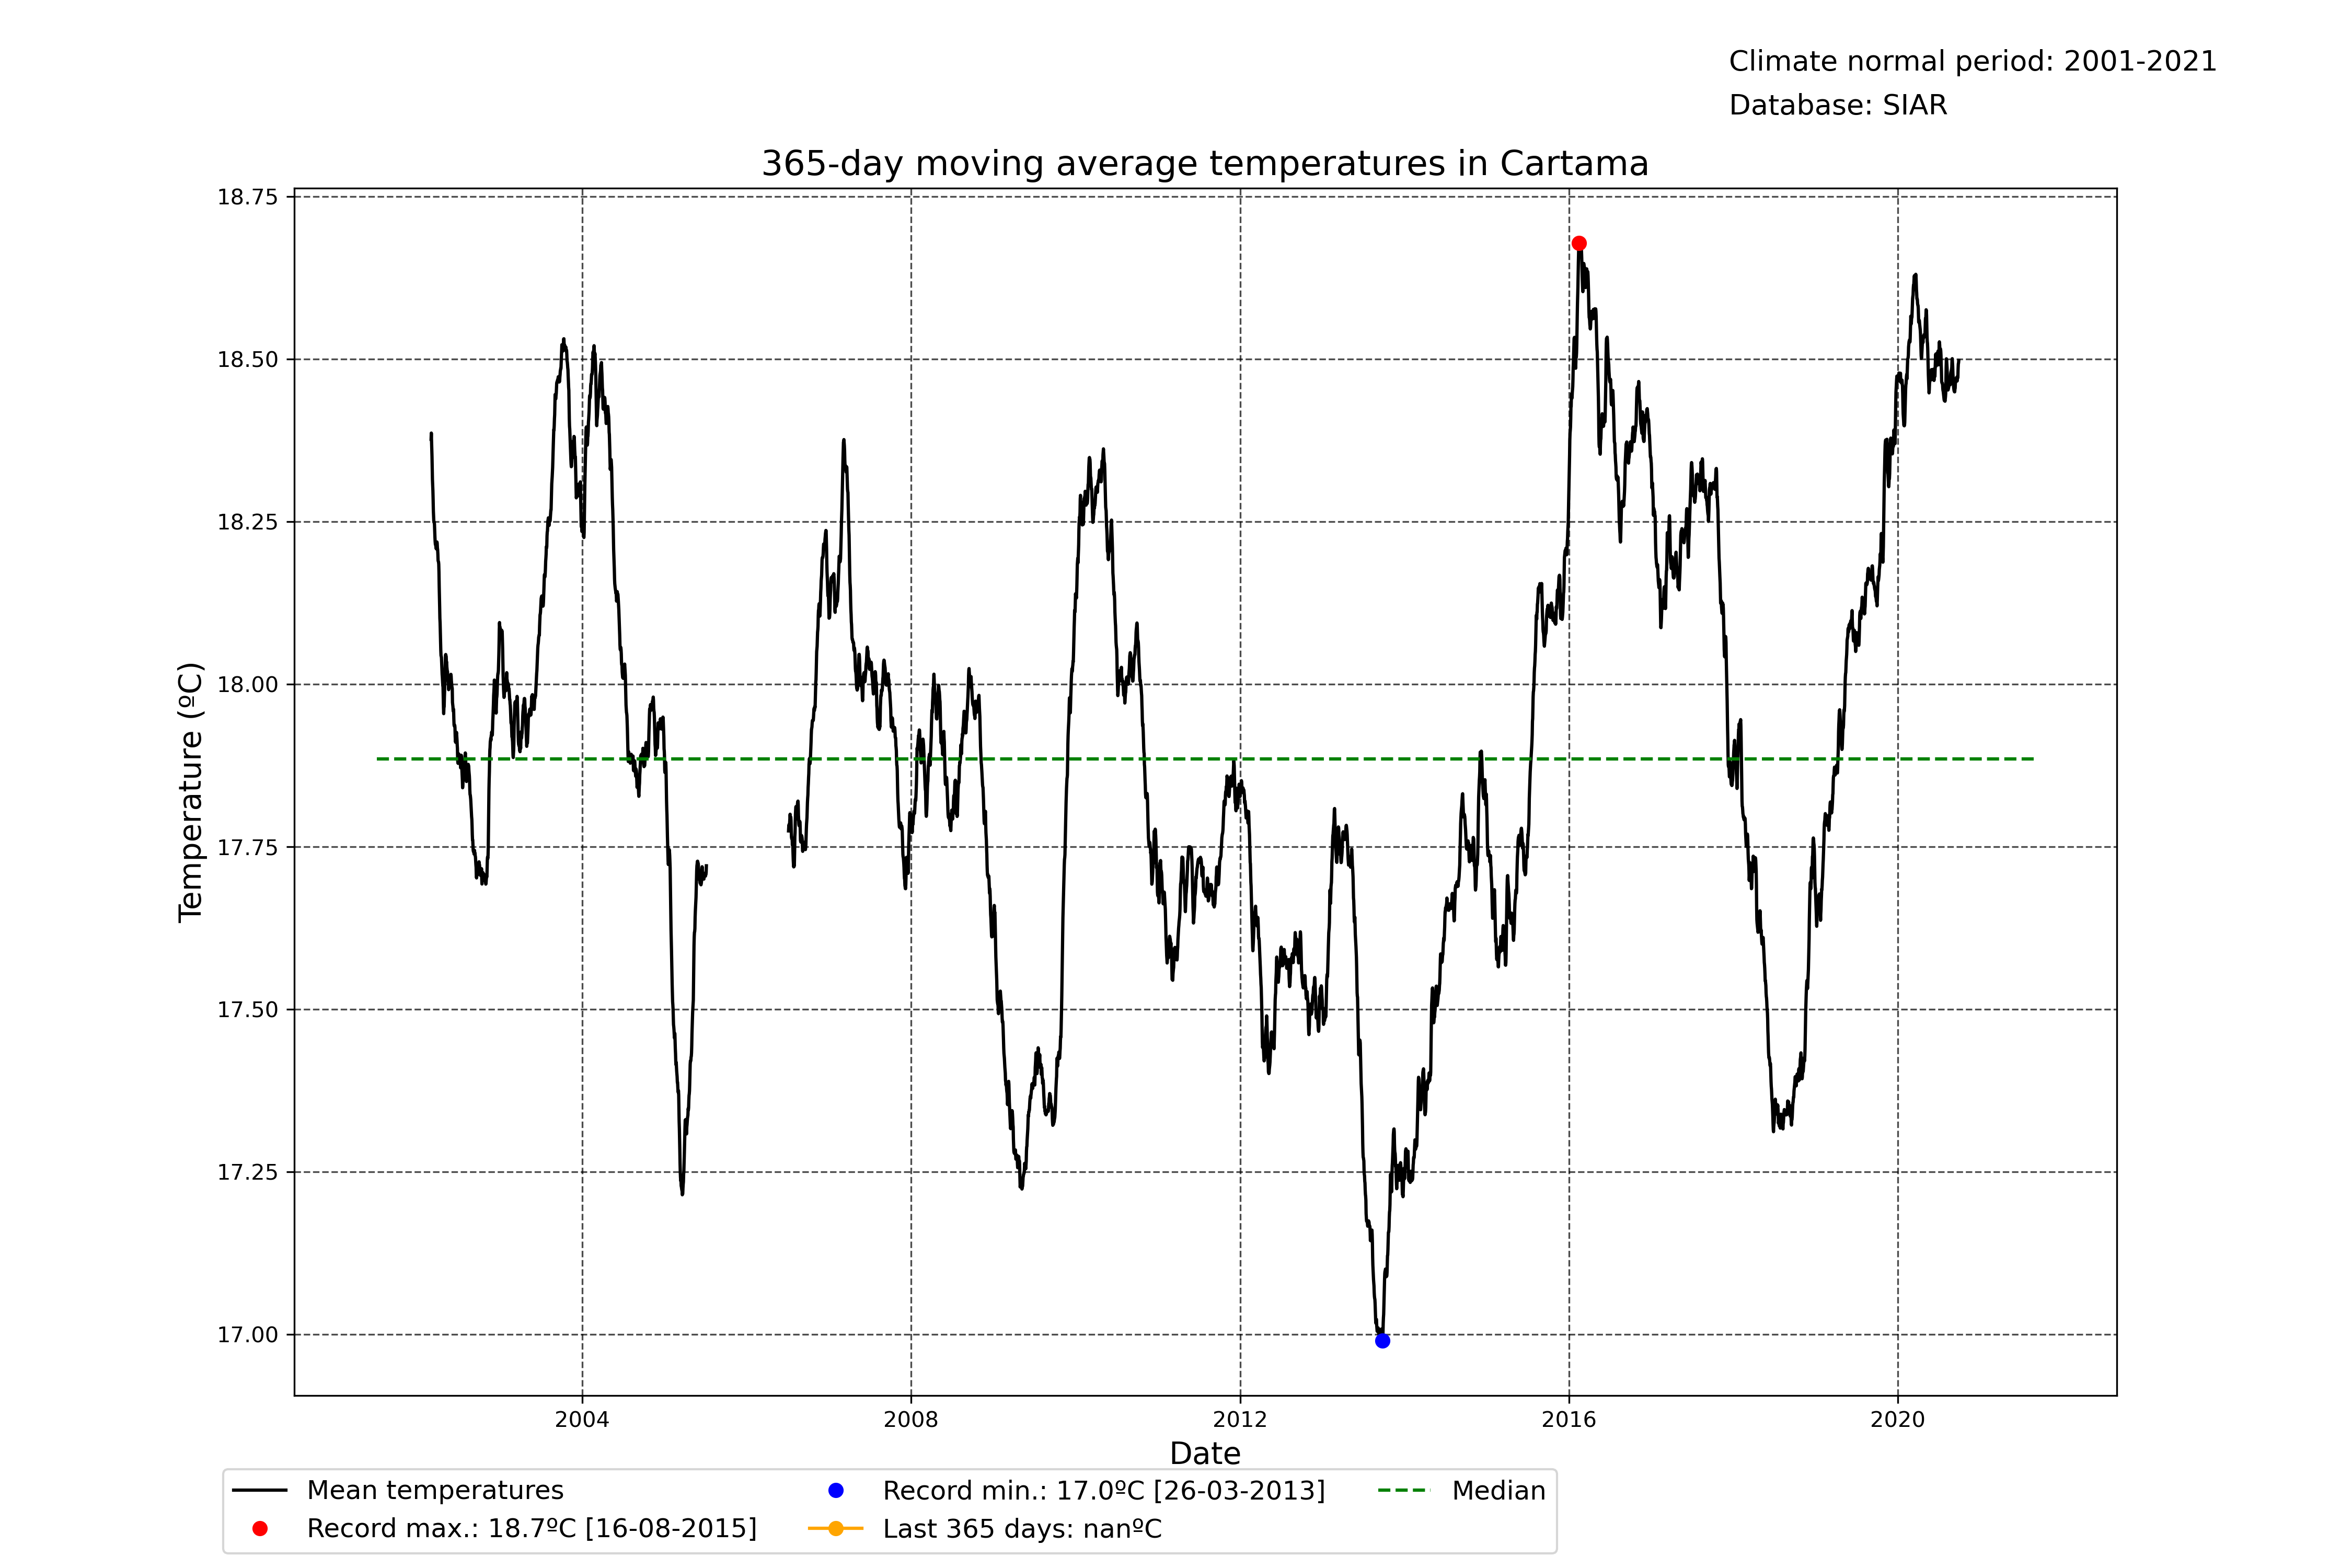 Climate normal period: 2001-2021
Database: SIAR
365-day moving average temperatures in Cartama
18.75
18.50
18.25
18.00
17.75
17.50
17.25
17.00
Temperature (ºC)
2004 2008 2012 2016 2020
Date
Mean temperatures
Record max.: 18.7ºC [16-08-2015]
Record min.: 17.0ºC [26-03-2013]
Last 365 days: nanºC
Median